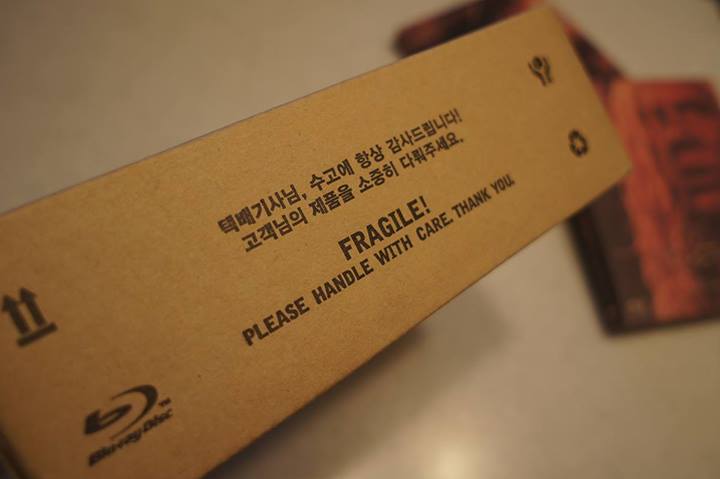 택배기사님, 수고에 항상 감사드립니다!
고객님의 제품을 소중히 다뤄주세요.
FRAGILE!
PLEASE HANDLE WITH CARE. THANK YOU.
Blu-ray Disc™